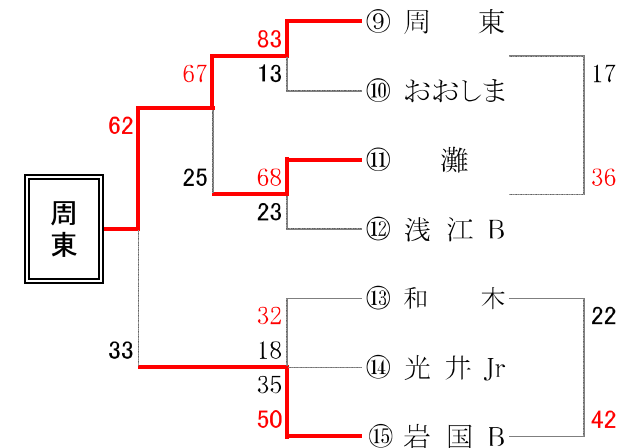 83 ⑨ 周 東
67 13 17
62 ⑩ おおしま
25 68 ⑪ 灘 36
23
周東 ⑫ 浅 江 B
32 ⑬ 和 木
33 18 22
35 ⑭ 光 井 Jr
50 42
⑮ 岩 国 B